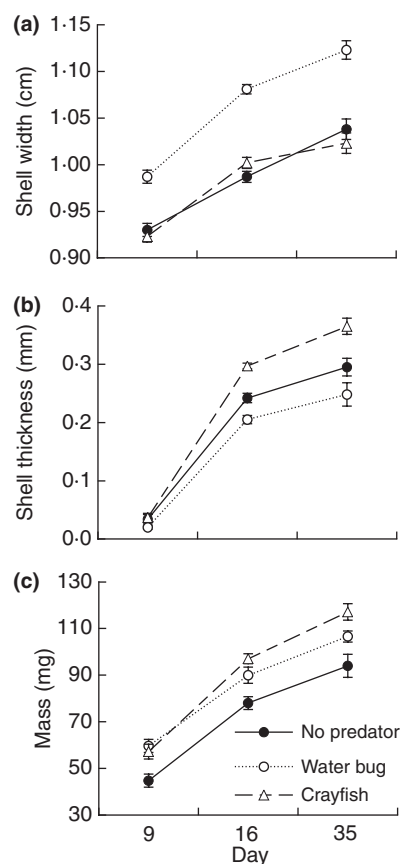 (a)
1·15
1·10
1·05
1·00
0·95
0·90
Shell width (cm)
(b)
0·4
0·3
0·2
0·1
0·0
Shell thickness (mm)
(c)
130
110
90
70
50
30
Mass (mg)
No predator
Water bug
Crayfish
9 16 35
Day